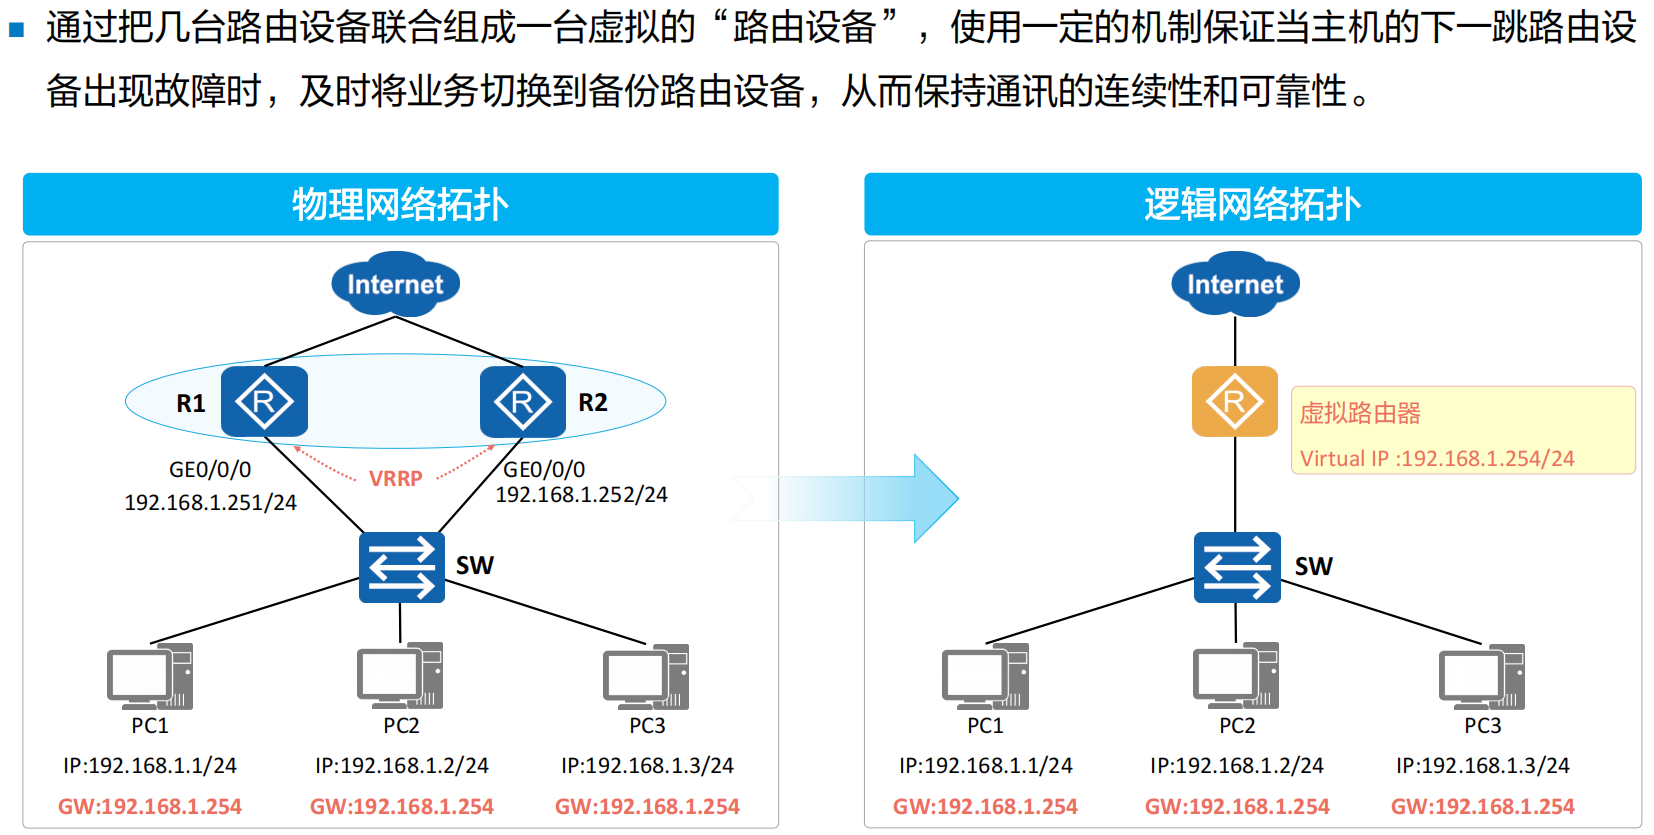 通过把几台路由设备联合组成一台虚拟的“路由设备”，使用一定的机制保证当主机的下一跳路由设
备出现故障时，及时将业务切换到备份路由设备，从而保持通讯的连续性和可靠性。
物理网络拓扑
Internet
R
R
R1
R2
GE0/0/0
192.168.1.251/24
VRRP
GE0/0/0
192.168.1.252/24
SW
PC1
PC2
PC3
IP:192.168.1.1/24
IP:192.168.1.2/24
IP:192.168.1.3/24
GW:192.168.1.254
GW:192.168.1.254
GW:192.168.1.254
逻辑网络拓扑
Internet
R
虚拟路由器
Virtual IP :192.168.1.254/24
SW
PC1
PC2
PC3
IP:192.168.1.1/24
IP:192.168.1.2/24
IP:192.168.1.3/24
GW:192.168.1.254
GW:192.168.1.254
GW:192.168.1.254